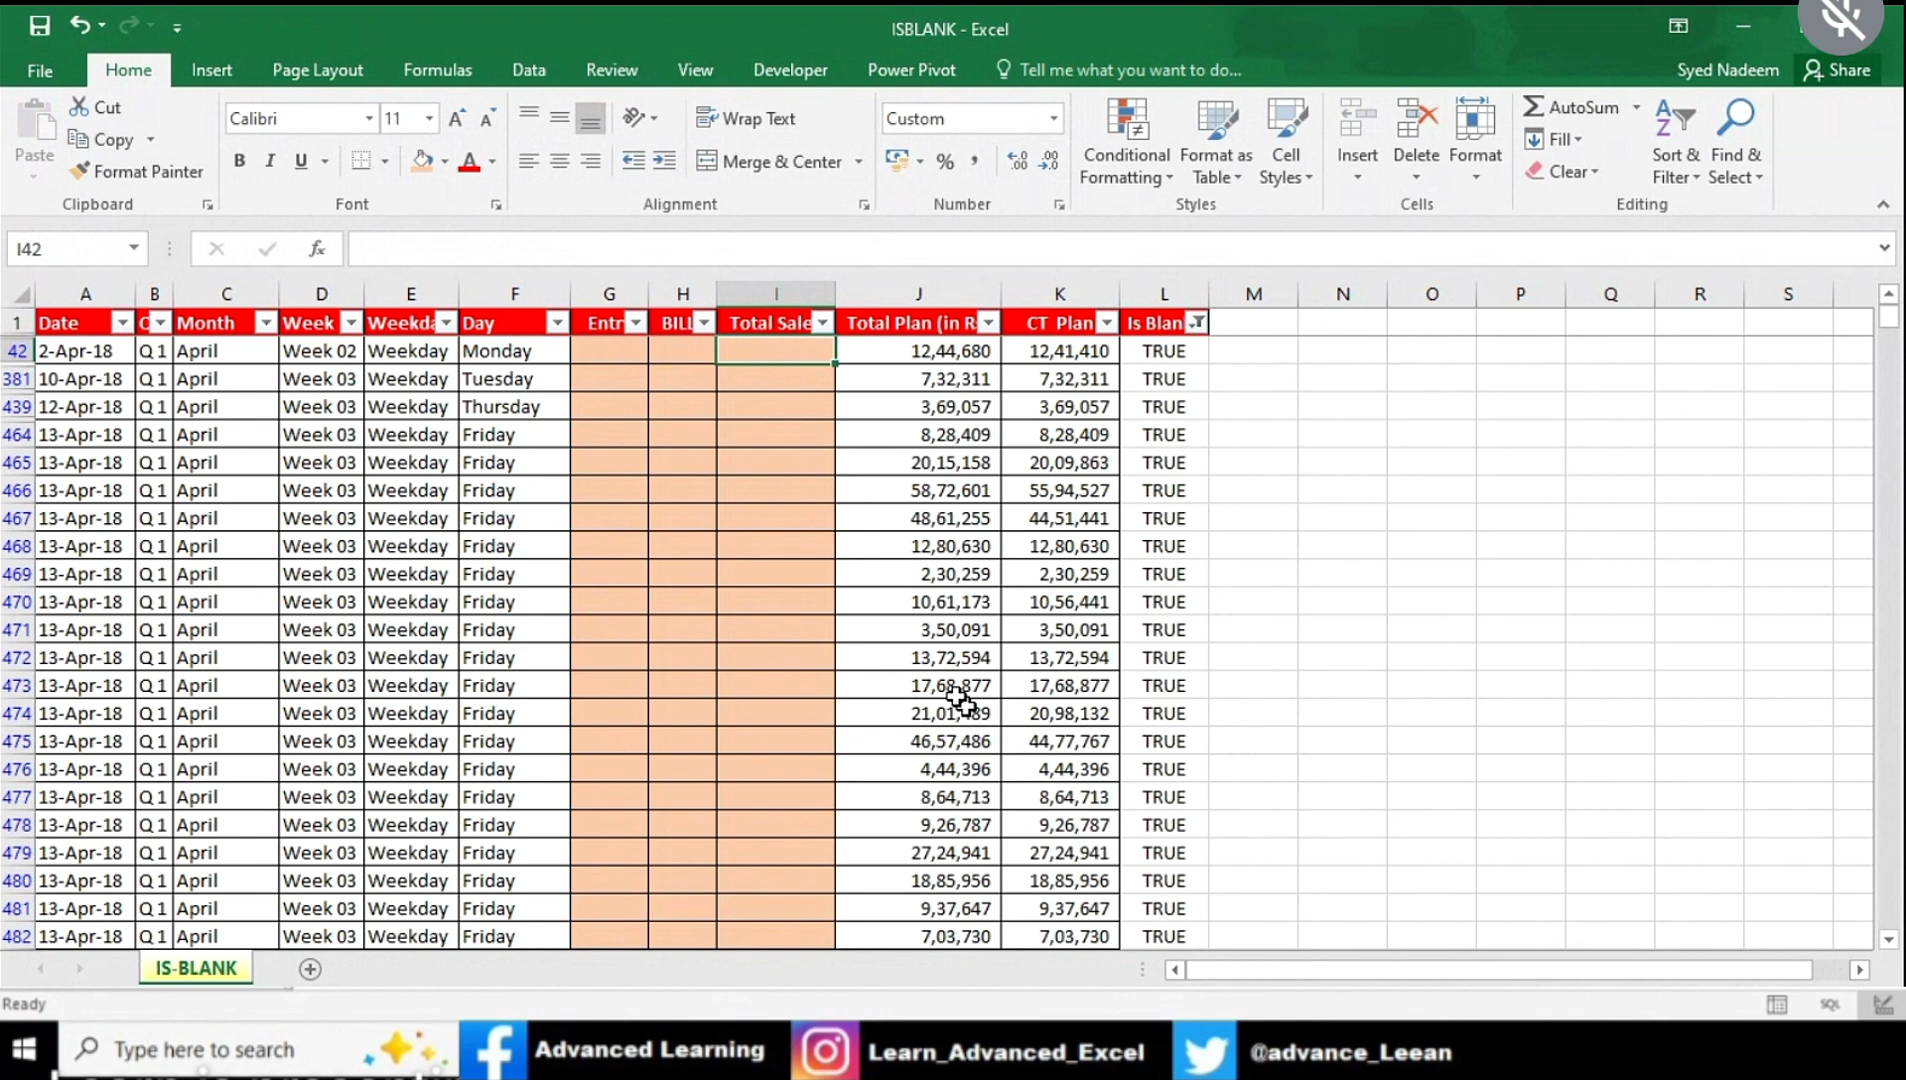 ISBLANK - Excel
File Home Insert Page Layout Formulas Data Review View Developer Power Pivot Tell me what you want to do... Syed Nadeem Share
Paste Cut Copy Format Painter Clipboard
Calibri 11 B I U A Font
Wrap Text Merge & Center Alignment
Custom % Number
Conditional Formatting Format as Table Cell Styles Styles
Insert Delete Format Cells
AutoSum Fill Clear Sort & Filter Find & Select Editing
I42 fx
A B C D E F G H I J K L M N O P Q R S
1 Date Month Week Weekda Day Entr BILL Total Sale Total Plan (in R CT Plan Is Blan
42 2-Apr-18 Q 1 April Week 02 Weekday Monday 12,44,680 12,41,410 TRUE
381 10-Apr-18 Q 1 April Week 03 Weekday Tuesday 7,32,311 7,32,311 TRUE
439 12-Apr-18 Q 1 April Week 03 Weekday Thursday 3,69,057 3,69,057 TRUE
464 13-Apr-18 Q 1 April Week 03 Weekday Friday 8,28,409 8,28,409 TRUE
465 13-Apr-18 Q 1 April Week 03 Weekday Friday 20,15,158 20,09,863 TRUE
466 13-Apr-18 Q 1 April Week 03 Weekday Friday 58,72,601 55,94,527 TRUE
467 13-Apr-18 Q 1 April Week 03 Weekday Friday 48,61,255 44,51,441 TRUE
468 13-Apr-18 Q 1 April Week 03 Weekday Friday 12,80,630 12,80,630 TRUE
469 13-Apr-18 Q 1 April Week 03 Weekday Friday 2,30,259 2,30,259 TRUE
470 13-Apr-18 Q 1 April Week 03 Weekday Friday 10,61,173 10,56,441 TRUE
471 13-Apr-18 Q 1 April Week 03 Weekday Friday 3,50,091 3,50,091 TRUE
472 13-Apr-18 Q 1 April Week 03 Weekday Friday 13,72,594 13,72,594 TRUE
473 13-Apr-18 Q 1 April Week 03 Weekday Friday 17,68,877 17,68,877 TRUE
474 13-Apr-18 Q 1 April Week 03 Weekday Friday 20,98,132 TRUE
475 13-Apr-18 Q 1 April Week 03 Weekday Friday 46,57,486 44,77,767 TRUE
476 13-Apr-18 Q 1 April Week 03 Weekday Friday 4,44,396 4,44,396 TRUE
477 13-Apr-18 Q 1 April Week 03 Weekday Friday 8,64,713 8,64,713 TRUE
478 13-Apr-18 Q 1 April Week 03 Weekday Friday 9,26,787 9,26,787 TRUE
479 13-Apr-18 Q 1 April Week 03 Weekday Friday 27,24,941 27,24,941 TRUE
480 13-Apr-18 Q 1 April Week 03 Weekday Friday 18,85,956 18,85,956 TRUE
481 13-Apr-18 Q 1 April Week 03 Weekday Friday 9,37,647 9,37,647 TRUE
482 13-Apr-18 Q 1 April Week 03 Weekday Friday 7,03,730 7,03,730 TRUE
IS-BLANK
Ready SQL
Type here to search Advanced Learning Learn_Advanced_Excel @advance_Leean